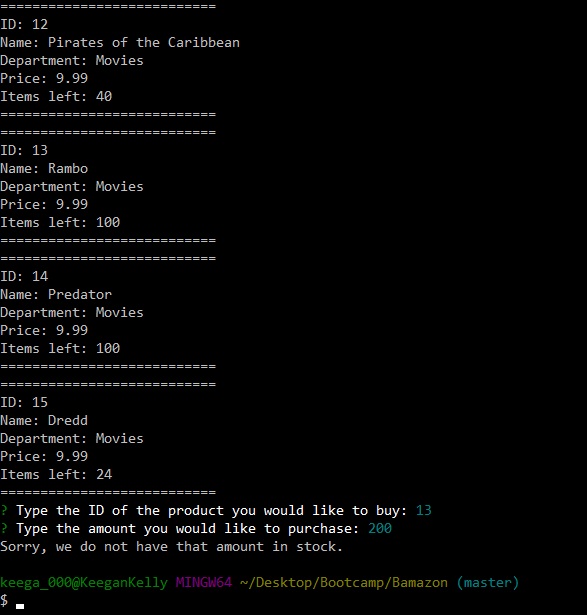 ===========================
ID: 12
Name: Pirates of the Caribbean
Department: Movies
Price: 9.99
Items left: 40
===========================
===========================
ID: 13
Name: Rambo
Department: Movies
Price: 9.99
Items left: 100
===========================
===========================
ID: 14
Name: Predator
Department: Movies
Price: 9.99
Items left: 100
===========================
===========================
ID: 15
Name: Dredd
Department: Movies
Price: 9.99
Items left: 24
===========================
? Type the ID of the product you would like to buy: 13
? Type the amount you would like to purchase: 200
Sorry, we do not have that amount in stock.

keega_000@KeeganKelly MINGW64 ~/Desktop/Bootcamp/Bamazon (master)
$